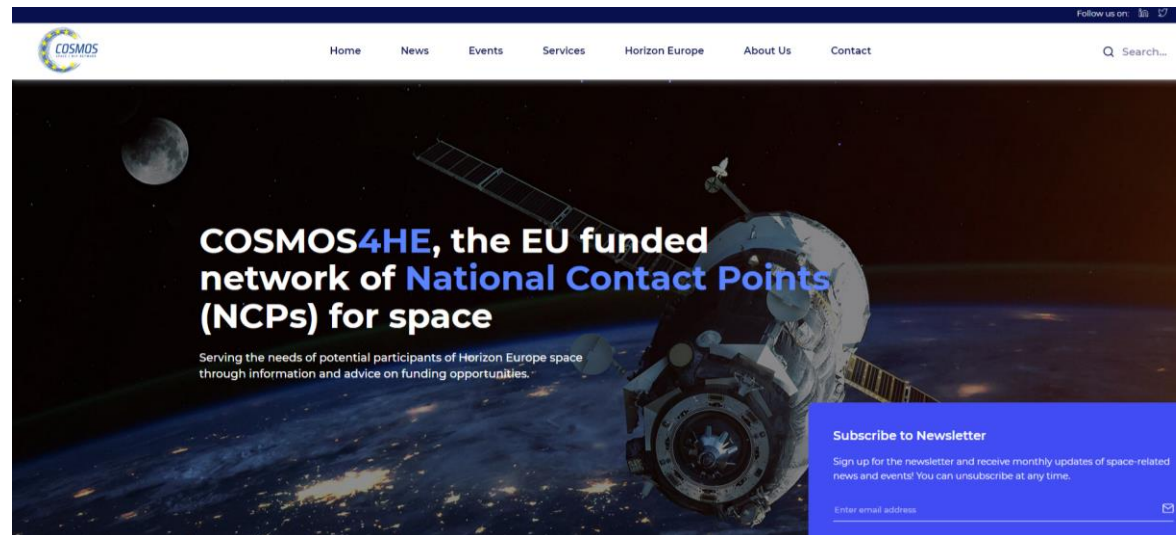 Follow us on:
COSMOS
Home News Events Services Horizon Europe About Us Contact
Search...
COSMOS4HE, the EU funded
network of National Contact Points
(NCPs) for space
Serving the needs of potential participants of Horizon Europe space
through information and advice on funding opportunities.
Subscribe to Newsletter
Sign up for the newsletter and receive monthly updates of space-related
news and events! You can unsubscribe at any time.
Enter email address